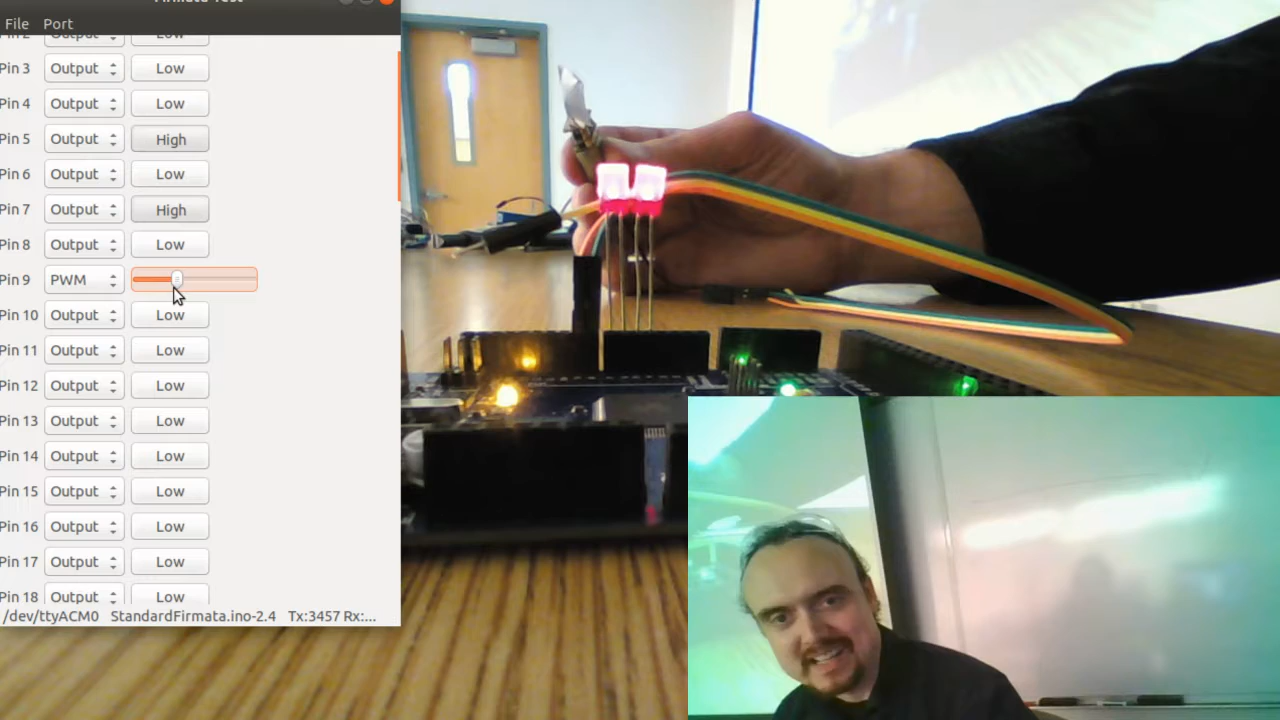 Firmata Test
File Port
Pin 2 Output Low
Pin 3 Output Low
Pin 4 Output Low
Pin 5 Output High
Pin 6 Output Low
Pin 7 Output High
Pin 8 Output Low
Pin 9 PWM
Pin 10 Output Low
Pin 11 Output Low
Pin 12 Output Low
Pin 13 Output Low
Pin 14 Output Low
Pin 15 Output Low
Pin 16 Output Low
Pin 17 Output Low
Pin 18 Output Low
/dev/ttyACM0 StandardFirmata.ino-2.4 Tx:3457 Rx:...